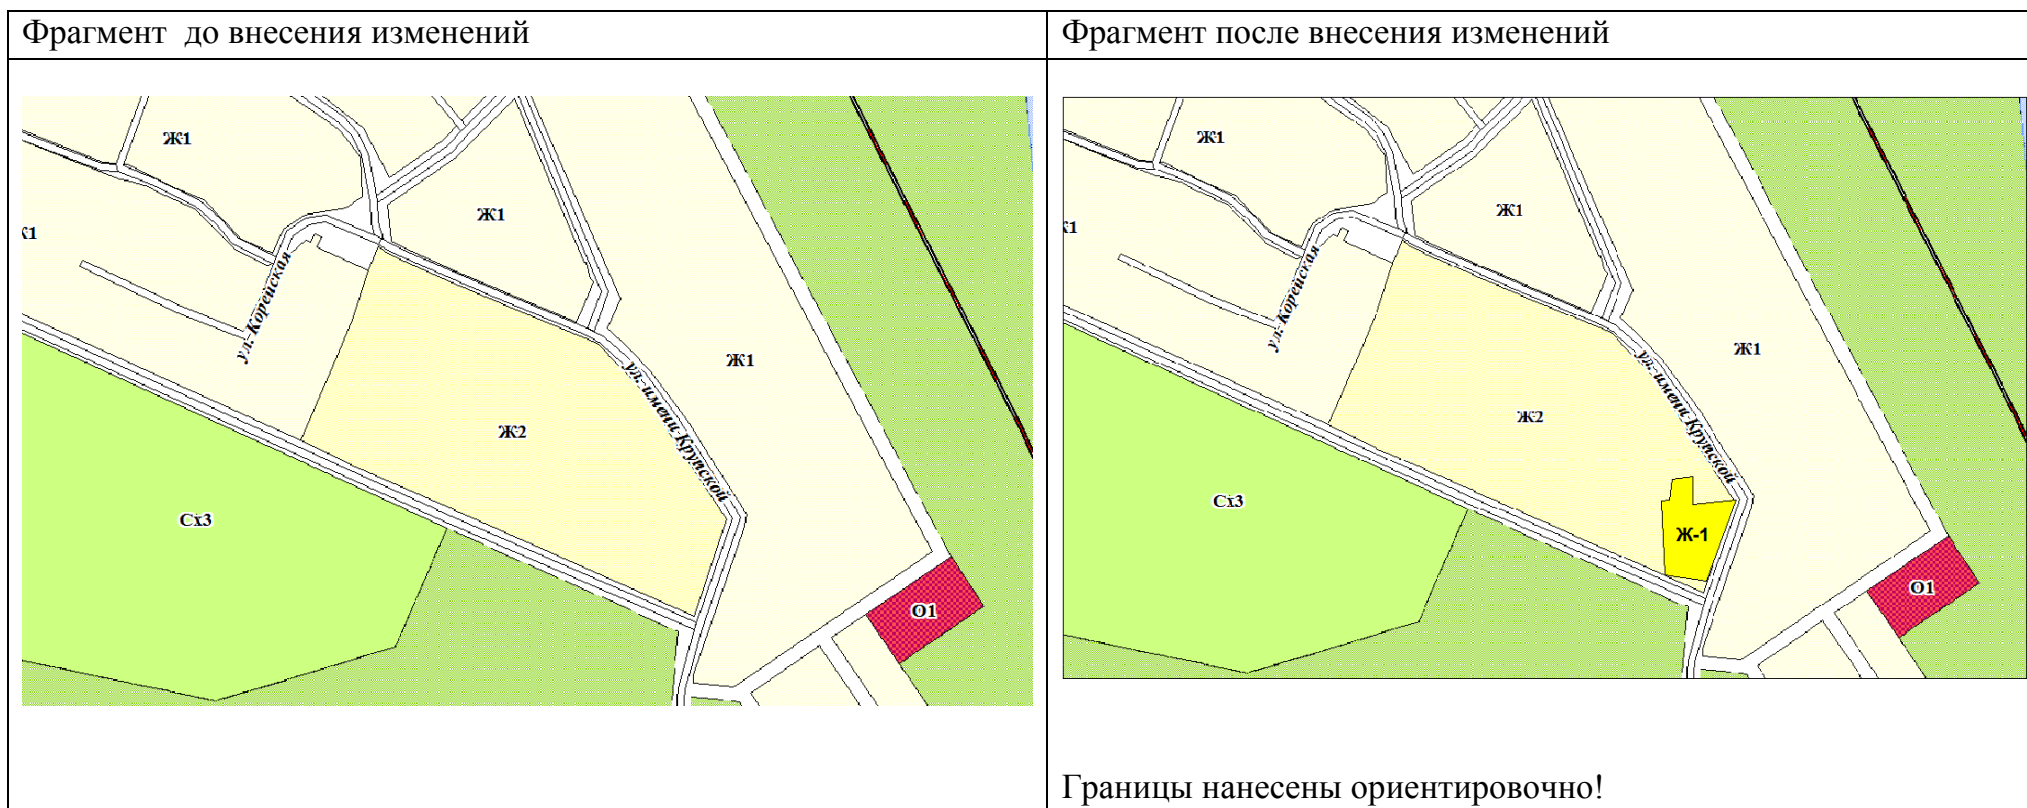 Фрагмент до внесения изменений
Ж1
Ж1
ул. Корейская
Ж1
ул. имени Крупской
Ж2
Сх3
О1
Фрагмент после внесения изменений
Ж1
Ж1
ул. Корейская
Ж1
ул. имени Крупской
Ж2
Сх3
Ж-1
О1
Границы нанесены ориентировочно!